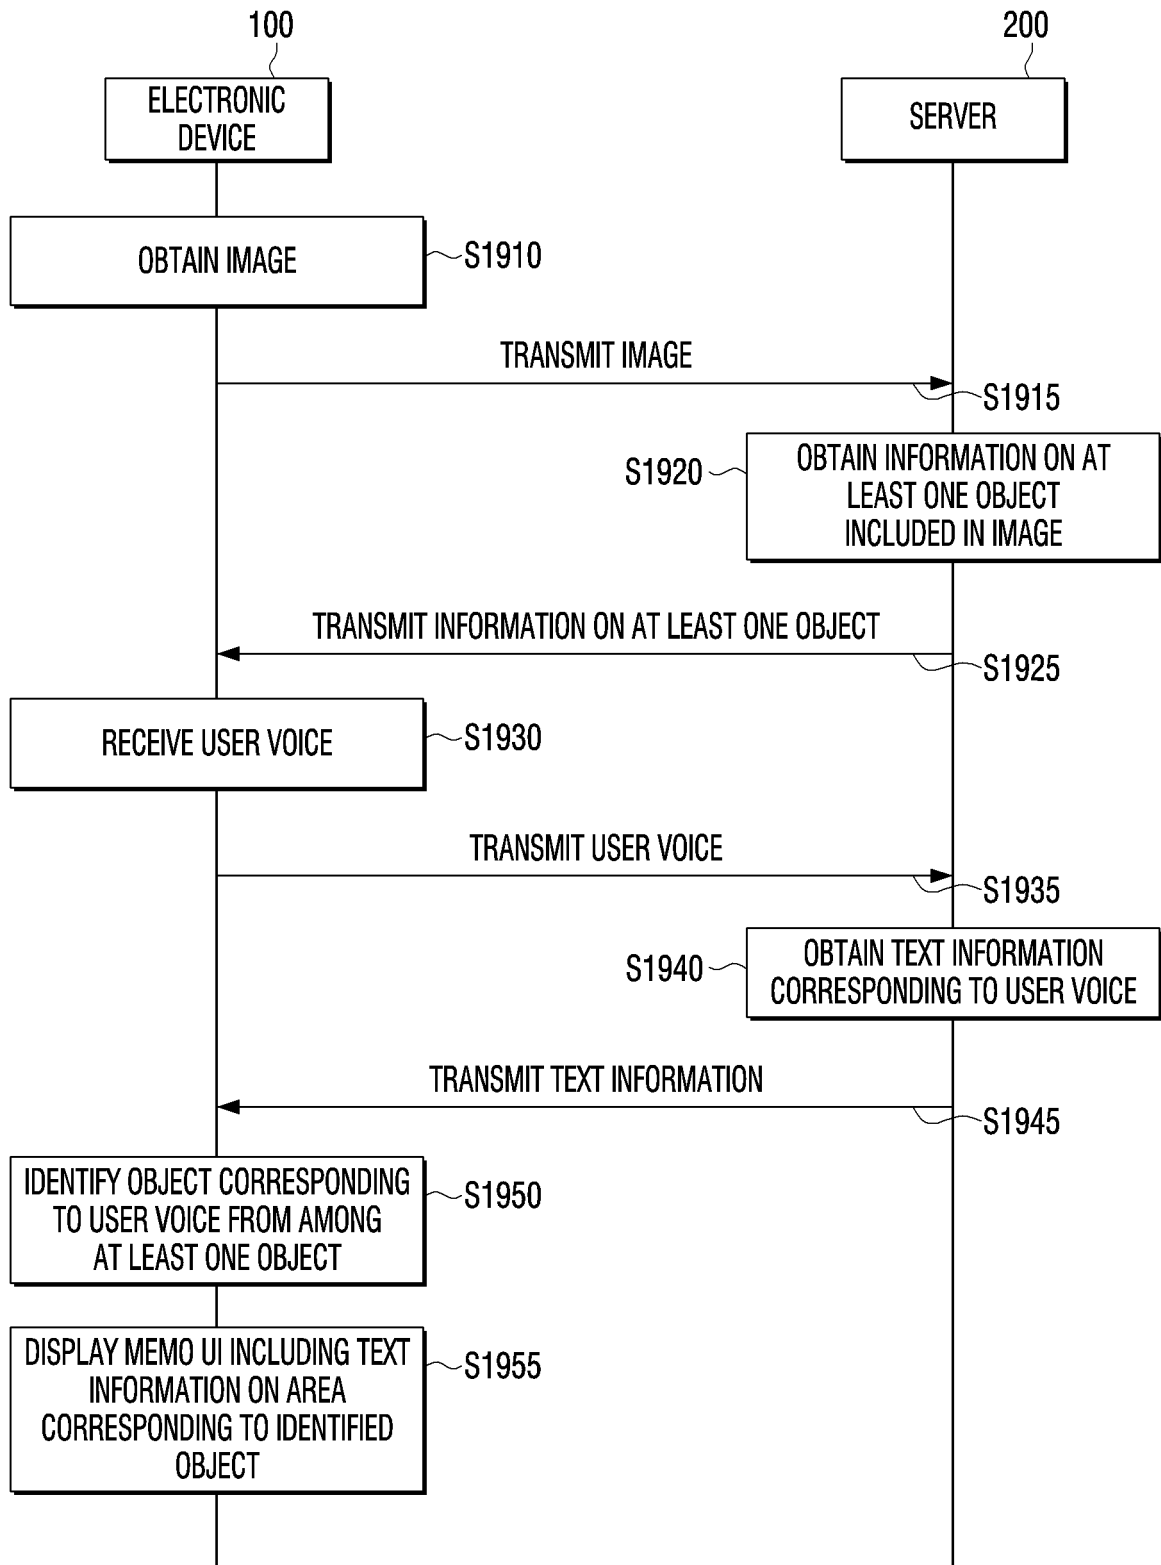 100
200
ELECTRONIC
DEVICE
SERVER
OBTAIN IMAGE
S1910
TRANSMIT IMAGE
S1915
S1920
OBTAIN INFORMATION ON AT
LEAST ONE OBJECT
INCLUDED IN IMAGE
TRANSMIT INFORMATION ON AT LEAST ONE OBJECT
S1925
RECEIVE USER VOICE
S1930
TRANSMIT USER VOICE
S1935
S1940
OBTAIN TEXT INFORMATION
CORRESPONDING TO USER VOICE
TRANSMIT TEXT INFORMATION
S1945
IDENTIFY OBJECT CORRESPONDING
TO USER VOICE FROM AMONG
AT LEAST ONE OBJECT
S1950
DISPLAY MEMO UI INCLUDING TEXT
INFORMATION ON AREA
CORRESPONDING TO IDENTIFIED
OBJECT
S1955